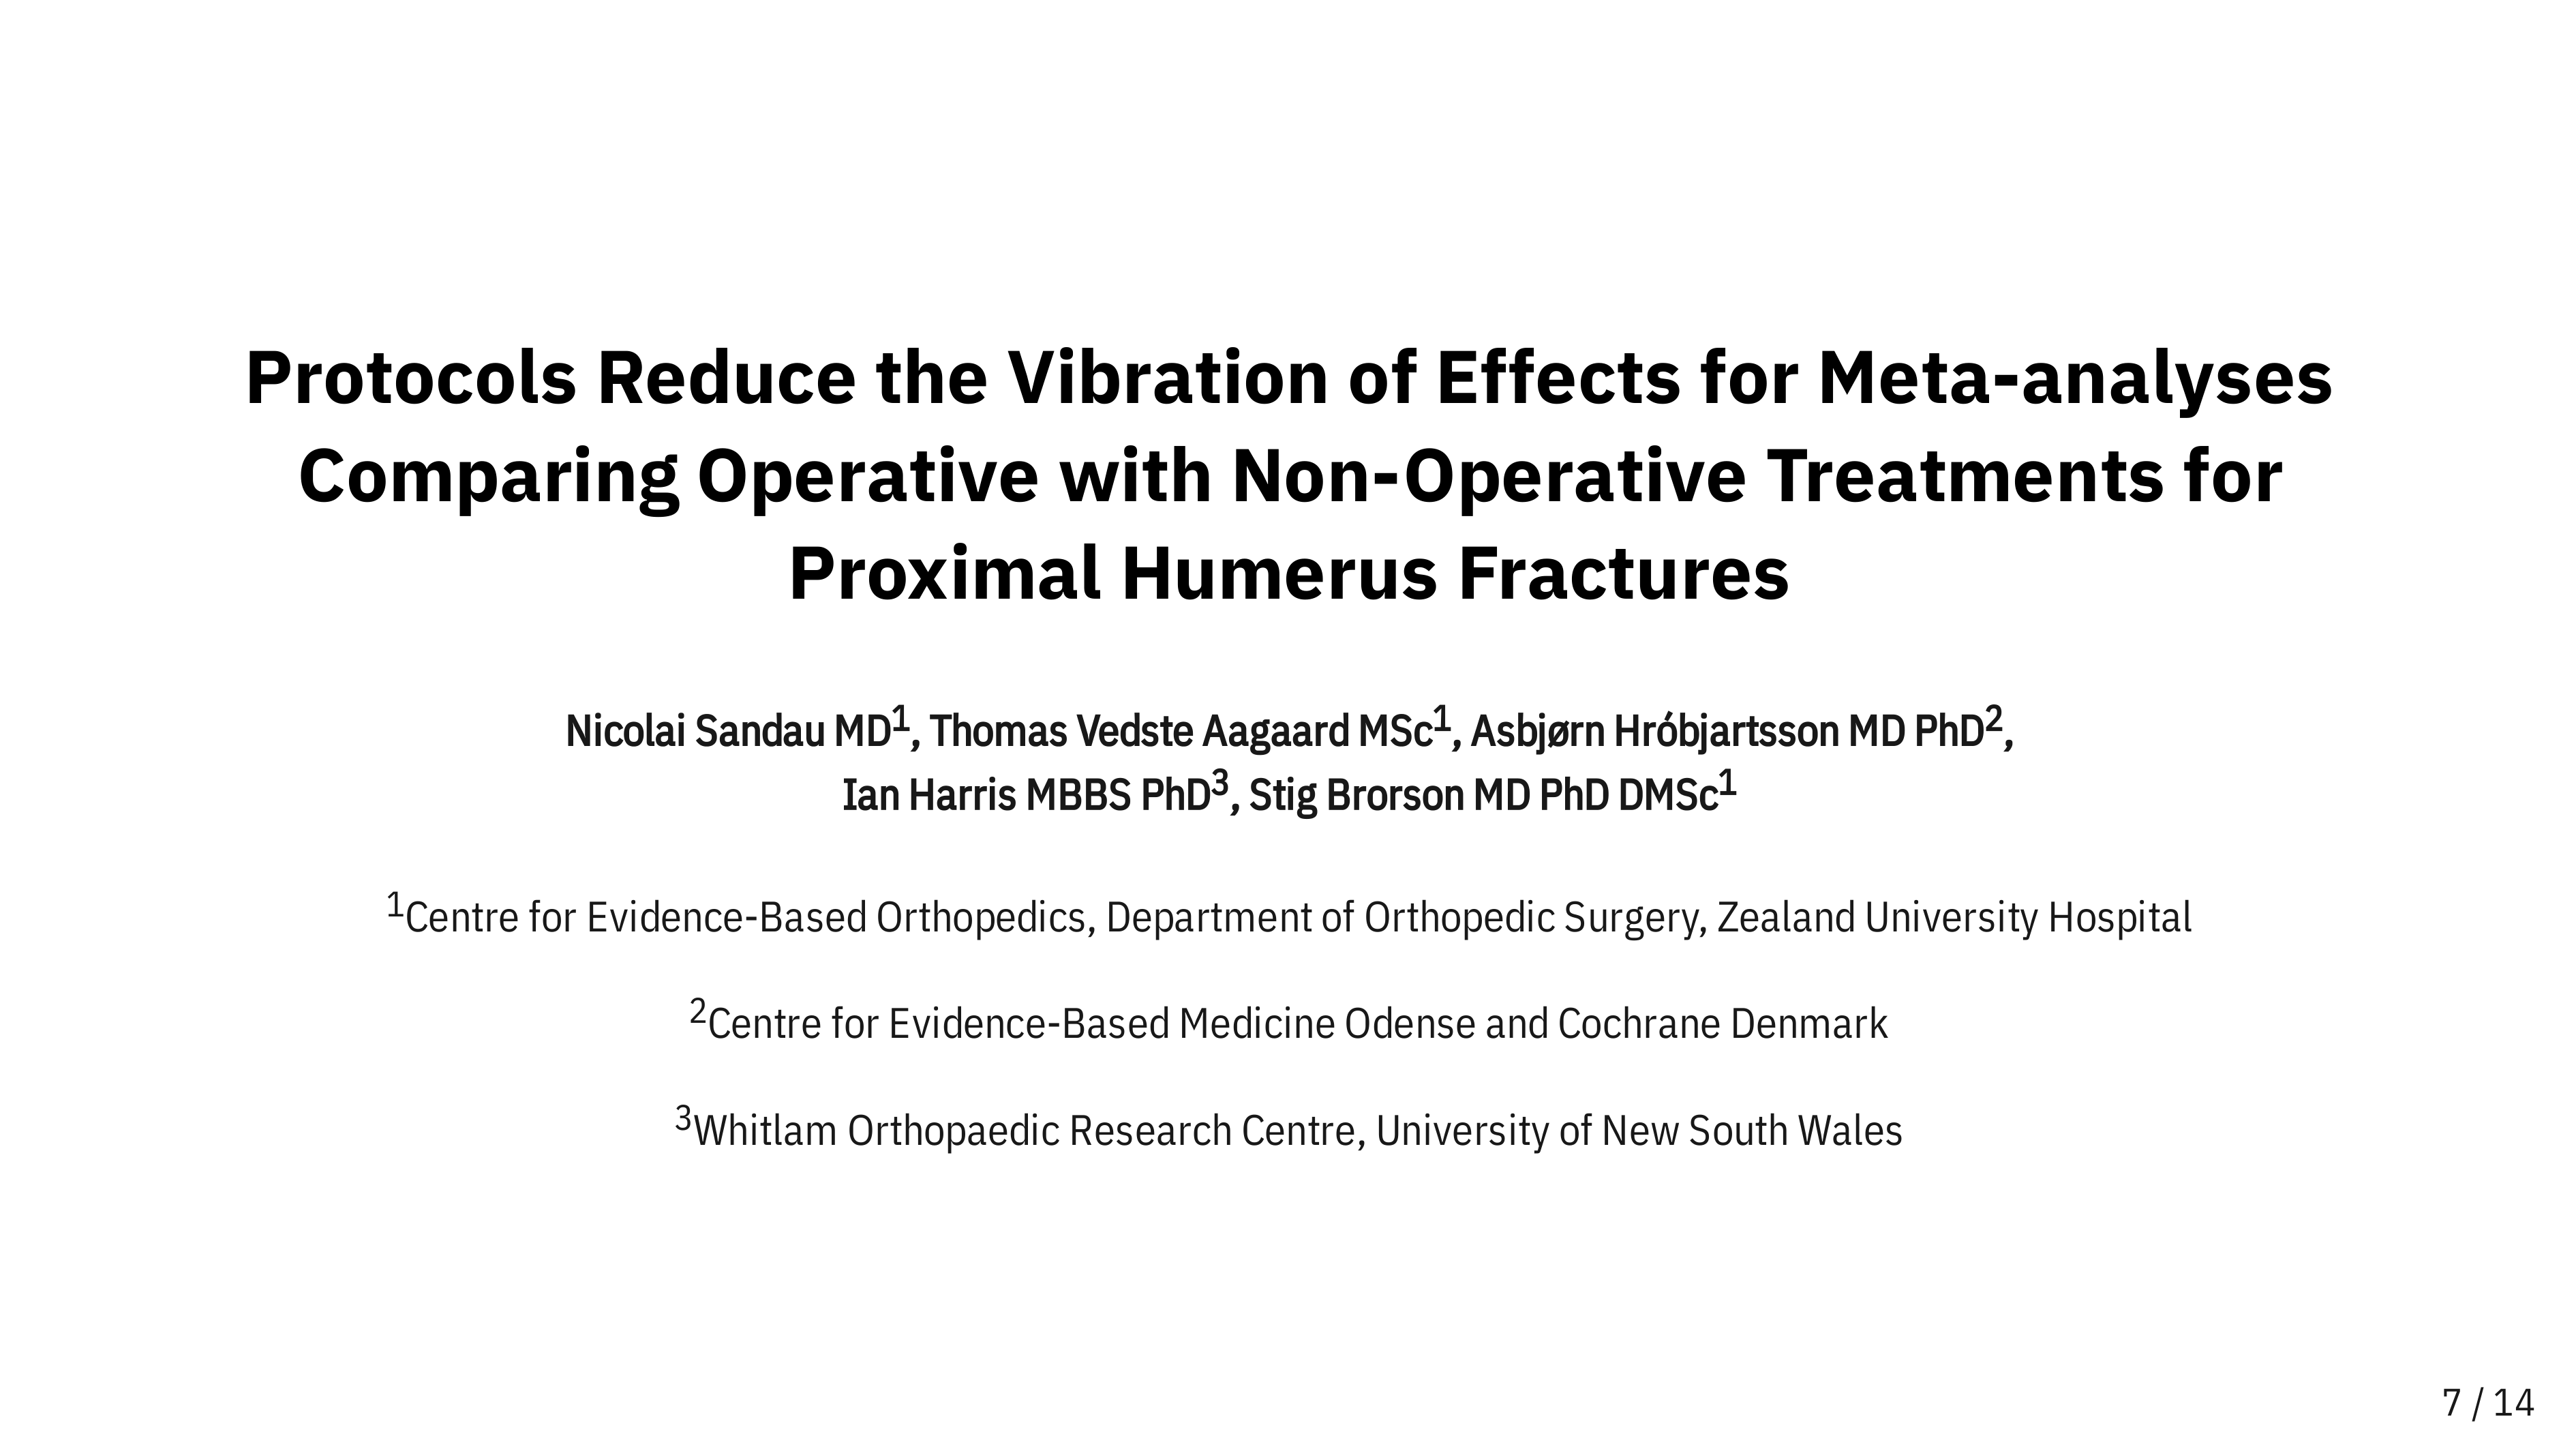 Protocols Reduce the Vibration of Effects for Meta-analyses
Comparing Operative with Non-Operative Treatments for
Proximal Humerus Fractures
Nicolai Sandau MD1, Thomas Vedste Aagaard MSc1, Asbjørn Hróbjartsson MD PhD2,
Ian Harris MBBS PhD3, Stig Brorson MD PhD DMSc1
1Centre for Evidence-Based Orthopedics, Department of Orthopedic Surgery, Zealand University Hospital
2Centre for Evidence-Based Medicine Odense and Cochrane Denmark
3Whitlam Orthopaedic Research Centre, University of New South Wales
7 / 14